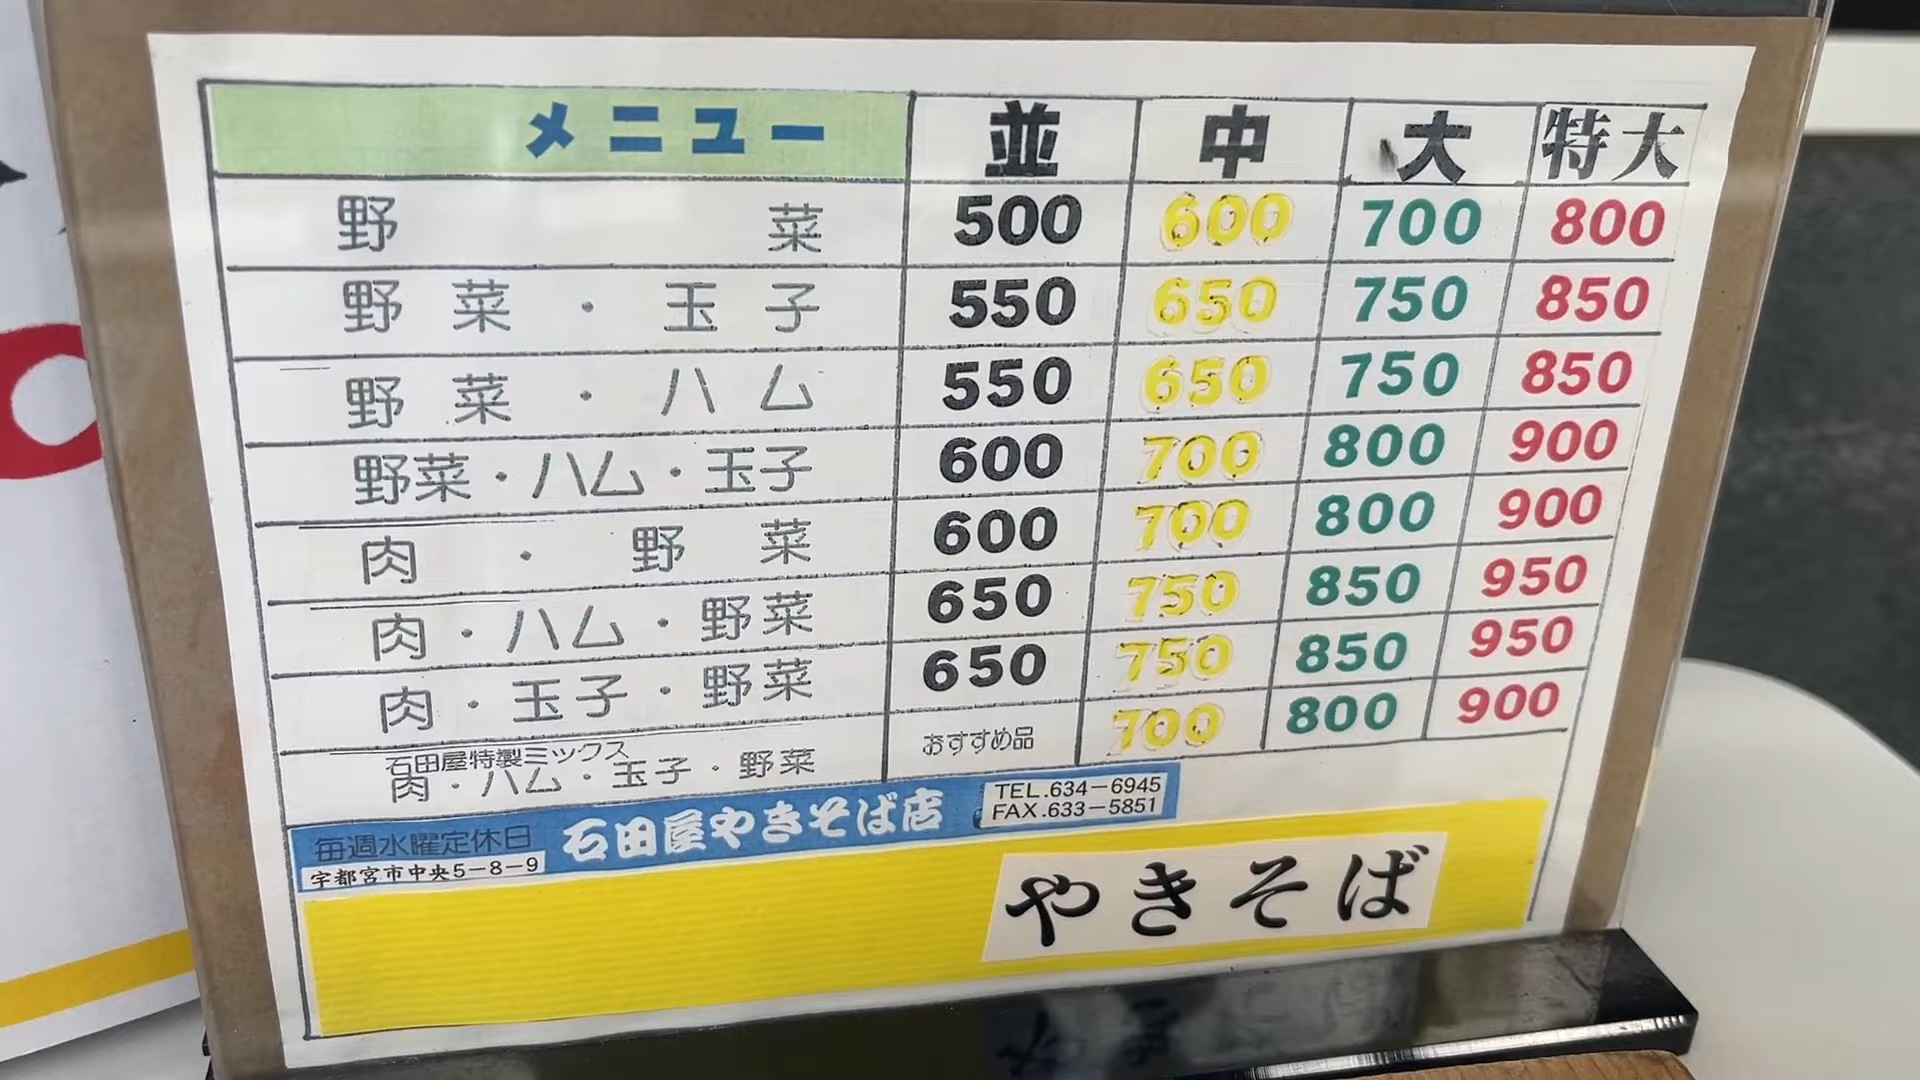 メニュー 並 中 大 特大
野菜 500 600 700 800
野菜・玉子 550 650 750 850
野菜・ハム 550 650 750 850
野菜・ハム・玉子 600 700 800 900
肉・野菜 600 700 800 900
肉・ハム・野菜 650 750 850 950
肉・玉子・野菜 650 750 850 950
石田屋特製ミックス
肉・ハム・玉子・野菜 おすすめ品 700 800 900
毎週水曜定休日 石田屋やきそば店 TEL.634-6945
宇都宮市中央5-8-9 FAX.633-5851
やきそば